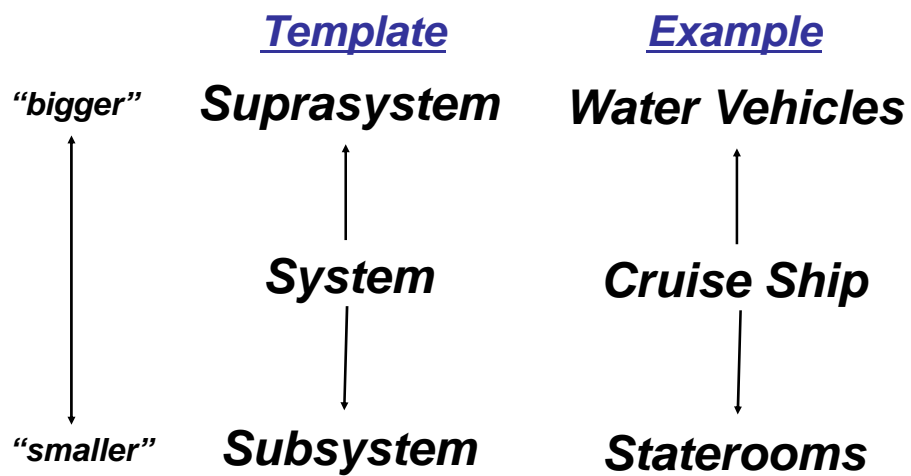 Template Example
“bigger” Suprasystem Water Vehicles
System Cruise Ship
“smaller” Subsystem Staterooms